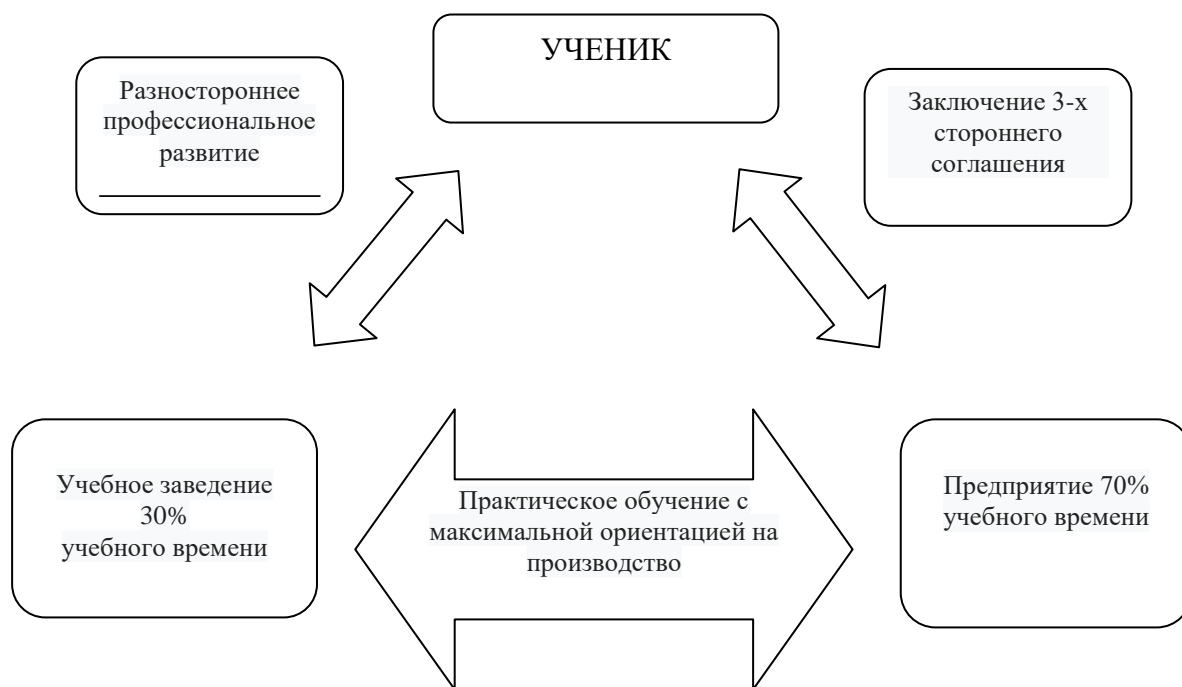 УЧЕНИК
Разностороннее
профессиональное
развитие
Заключение 3-х
стороннего
соглашения
Учебное заведение
30%
учебного времени
Практическое обучение с
максимальной ориентацией на
производство
Предприятие 70%
учебного времени